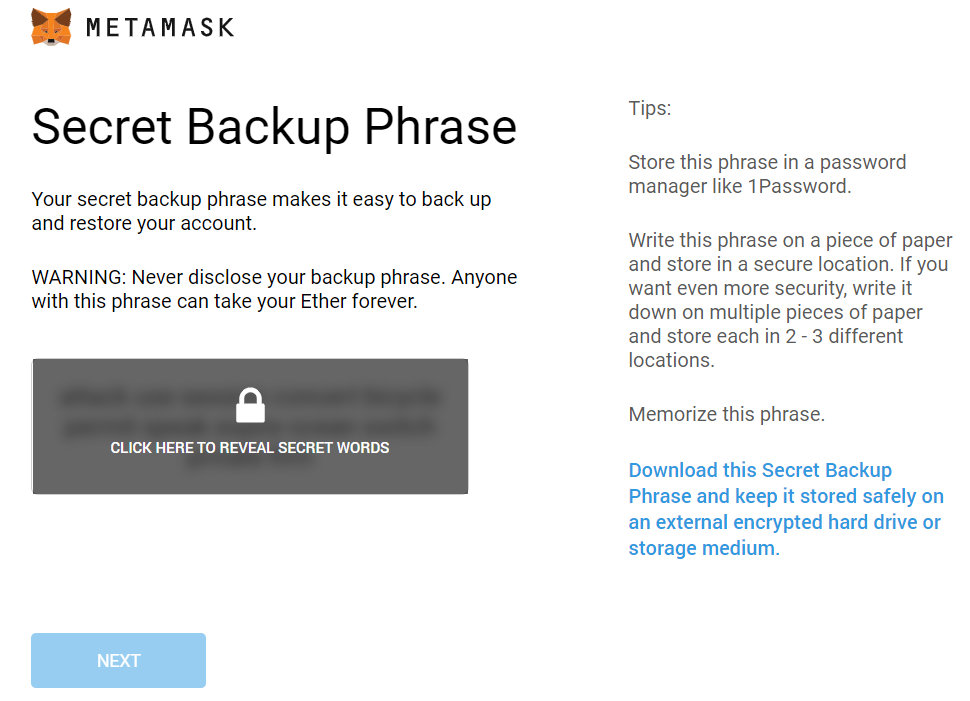 METAMASK
Secret Backup Phrase
Your secret backup phrase makes it easy to back up
and restore your account.
WARNING: Never disclose your backup phrase. Anyone
with this phrase can take your Ether forever.
CLICK HERE TO REVEAL SECRET WORDS
NEXT
Tips:
Store this phrase in a password
manager like 1Password.
Write this phrase on a piece of paper
and store in a secure location. If you
want even more security, write it
down on multiple pieces of paper
and store each in 2 - 3 different
locations.
Memorize this phrase.
Download this Secret Backup
Phrase and keep it stored safely on
an external encrypted hard drive or
storage medium.